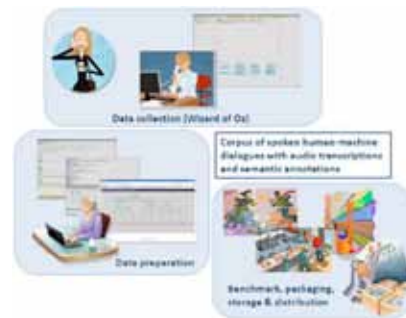 Data collection (Wizard of Oz)
Corpus of spoken human-machine
dialogues with audio transcriptions
and semantic annotations
Data preparation
Benchmark, packaging,
storage & distribution